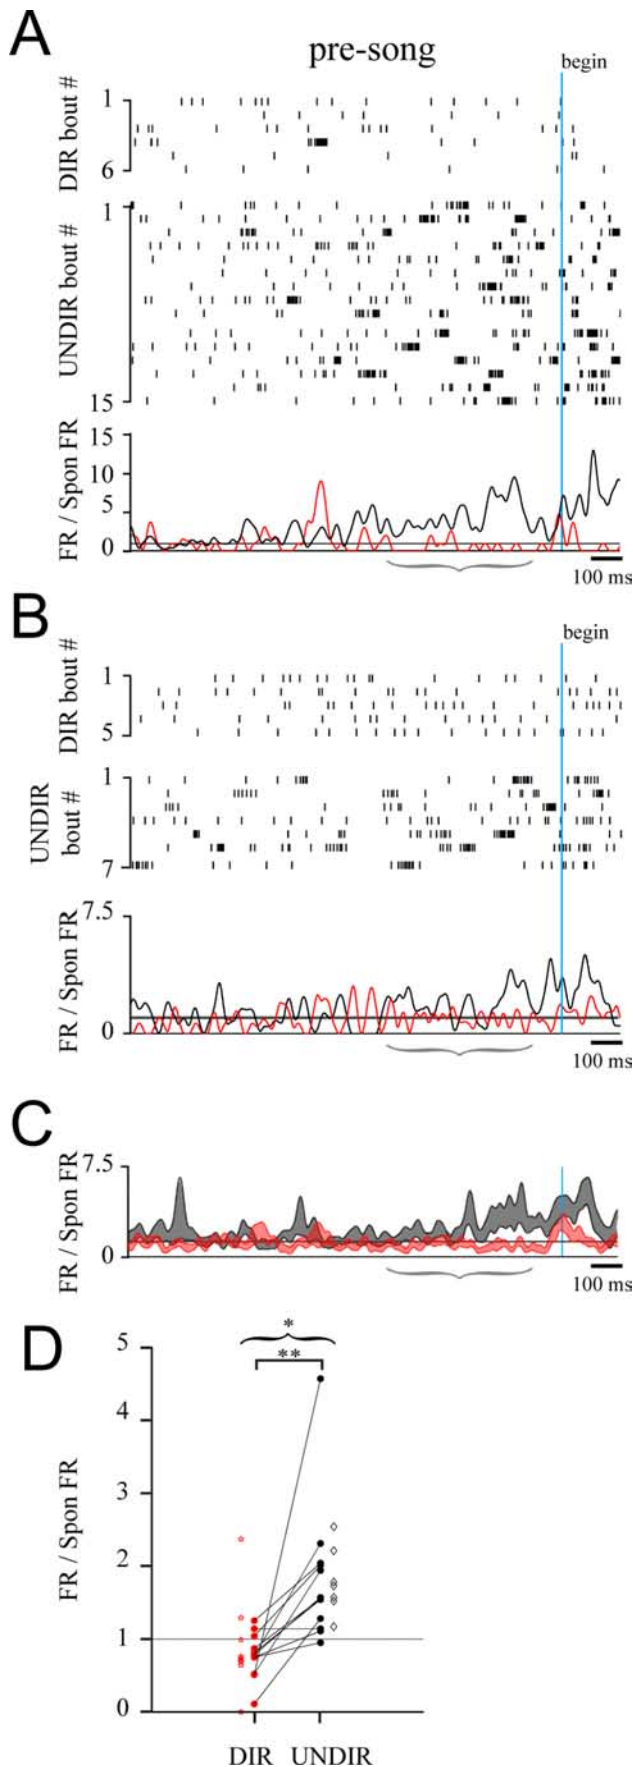 A
pre-song
begin
DIR bout #
1
6
UNDIR bout #
1
15
FR / Spon FR
15
10
5
0
100 ms
B
begin
DIR bout #
1
5
UNDIR
bout #
1
7
FR / Spon FR
7.5
0
100 ms
C
FR / Spon FR
7.5
0
100 ms
D
*
**
FR / Spon FR
5
4
3
2
1
0
DIR UNDIR